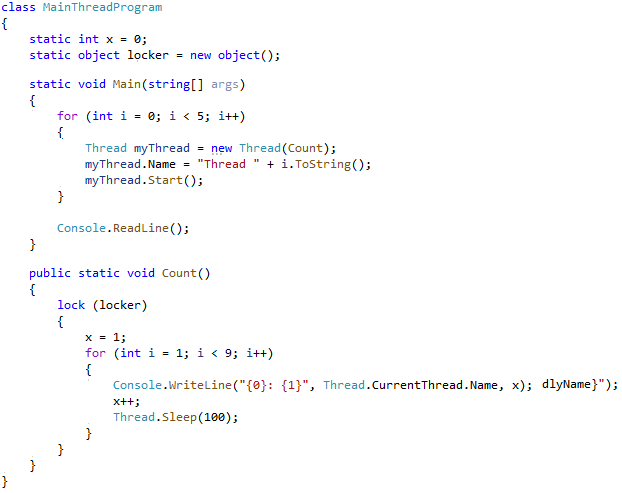 class MainThreadProgram
{
    static int x = 0;
    static object locker = new object();

    static void Main(string[] args)
    {
        for (int i = 0; i < 5; i++)
        {
            Thread myThread = new Thread(Count);
            myThread.Name = "Thread " + i.ToString();
            myThread.Start();
        }

        Console.ReadLine();
    }

    public static void Count()
    {
        lock (locker)
        {
            x = 1;
            for (int i = 1; i < 9; i++)
            {
                Console.WriteLine("{0}: {1}", Thread.CurrentThread.Name, x); dlyName}");
                x++;
                Thread.Sleep(100);
            }
        }
    }
}